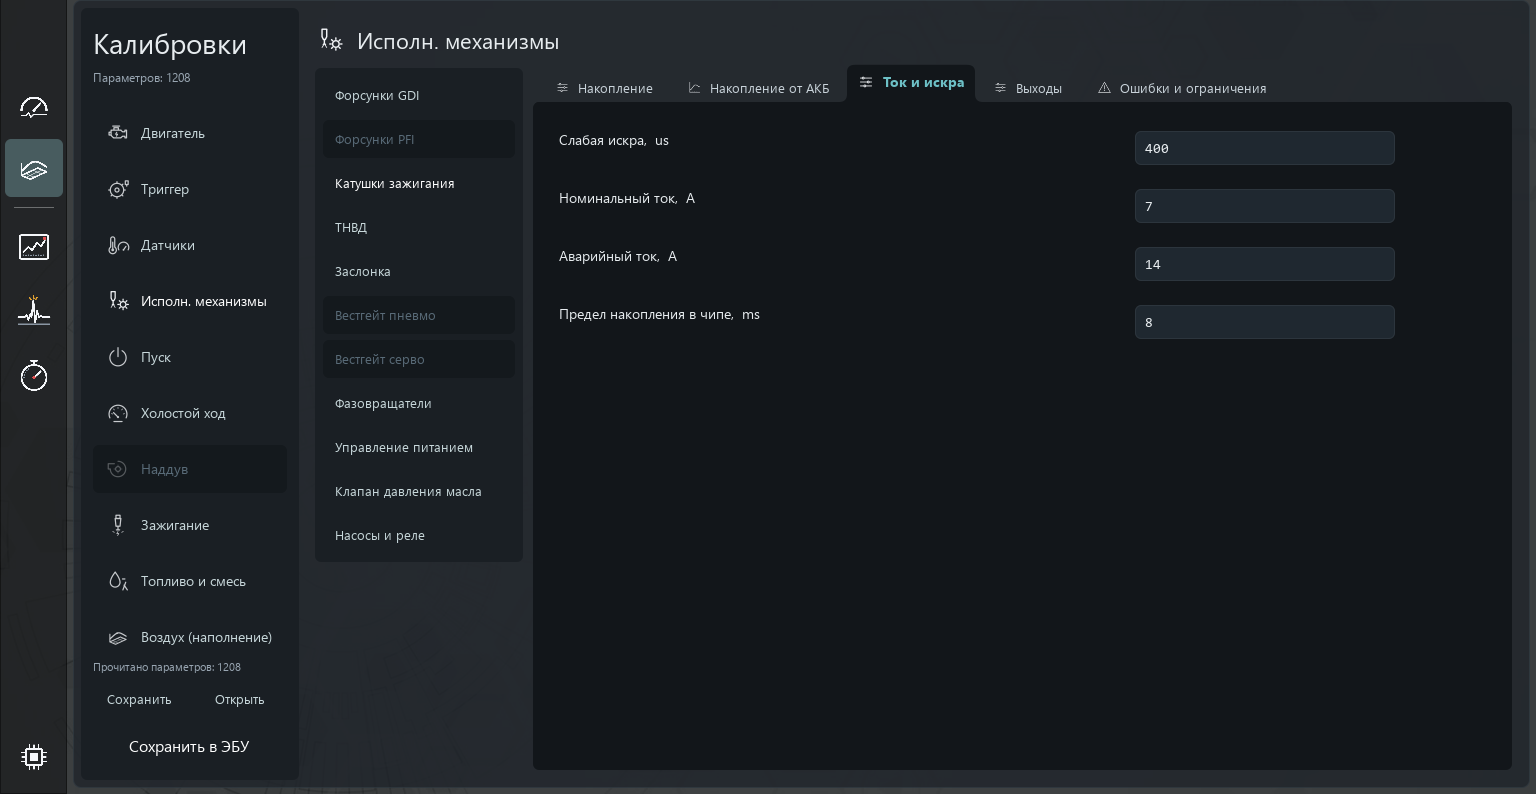 Калибровки
Параметров: 1208
Двигатель
Триггер
Датчики
Исполн. механизмы
Пуск
Холостой ход
Наддув
Зажигание
Топливо и смесь
Воздух (наполнение)
Прочитано параметров: 1208
Сохранить
Открыть
Сохранить в ЭБУ
Исполн. механизмы
Форсунки GDI
Форсунки PFI
Катушки зажигания
ТНВД
Заслонка
Вестгейт пневмо
Вестгейт серво
Фазовращатели
Управление питанием
Клапан давления масла
Насосы и реле
Накопление
Накопление от АКБ
Ток и искра
Выходы
Ошибки и ограничения
Слабая искра, us
400
Номинальный ток, A
7
Аварийный ток, A
14
Предел накопления в чипе, ms
8